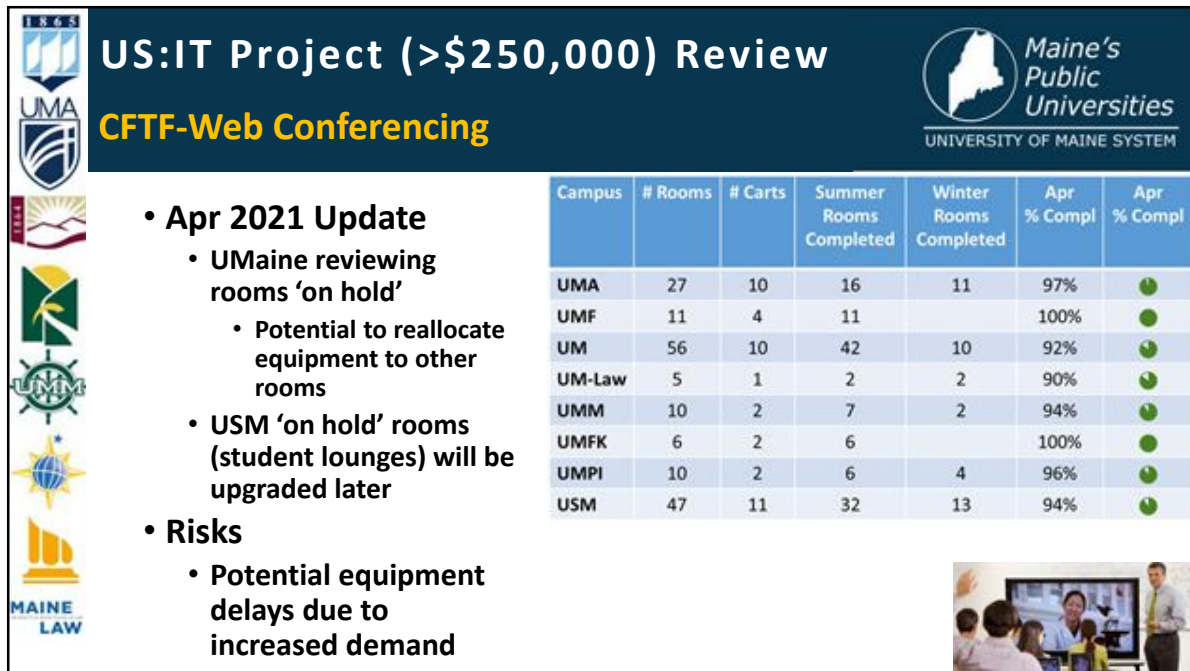 1865
US:IT Project (>$250,000) Review
CFTF-Web Conferencing
Maine's
Public
Universities
UNIVERSITY OF MAINE SYSTEM
UMA
1864
UMM
MAINE
LAW
• Apr 2021 Update
• UMaine reviewing
rooms ‘on hold’
• Potential to reallocate
equipment to other
rooms
• USM ‘on hold’ rooms
(student lounges) will be
upgraded later
• Risks
• Potential equipment
delays due to
increased demand
Campus # Rooms # Carts Summer Rooms Completed Winter Rooms Completed Apr % Compl Apr % Compl
UMA 27 10 16 11 97%
UMF 11 4 11 100%
UM 56 10 42 10 92%
UM-Law 5 1 2 2 90%
UMM 10 2 7 2 94%
UMFK 6 2 6 100%
UMPI 10 2 6 4 96%
USM 47 11 32 13 94%